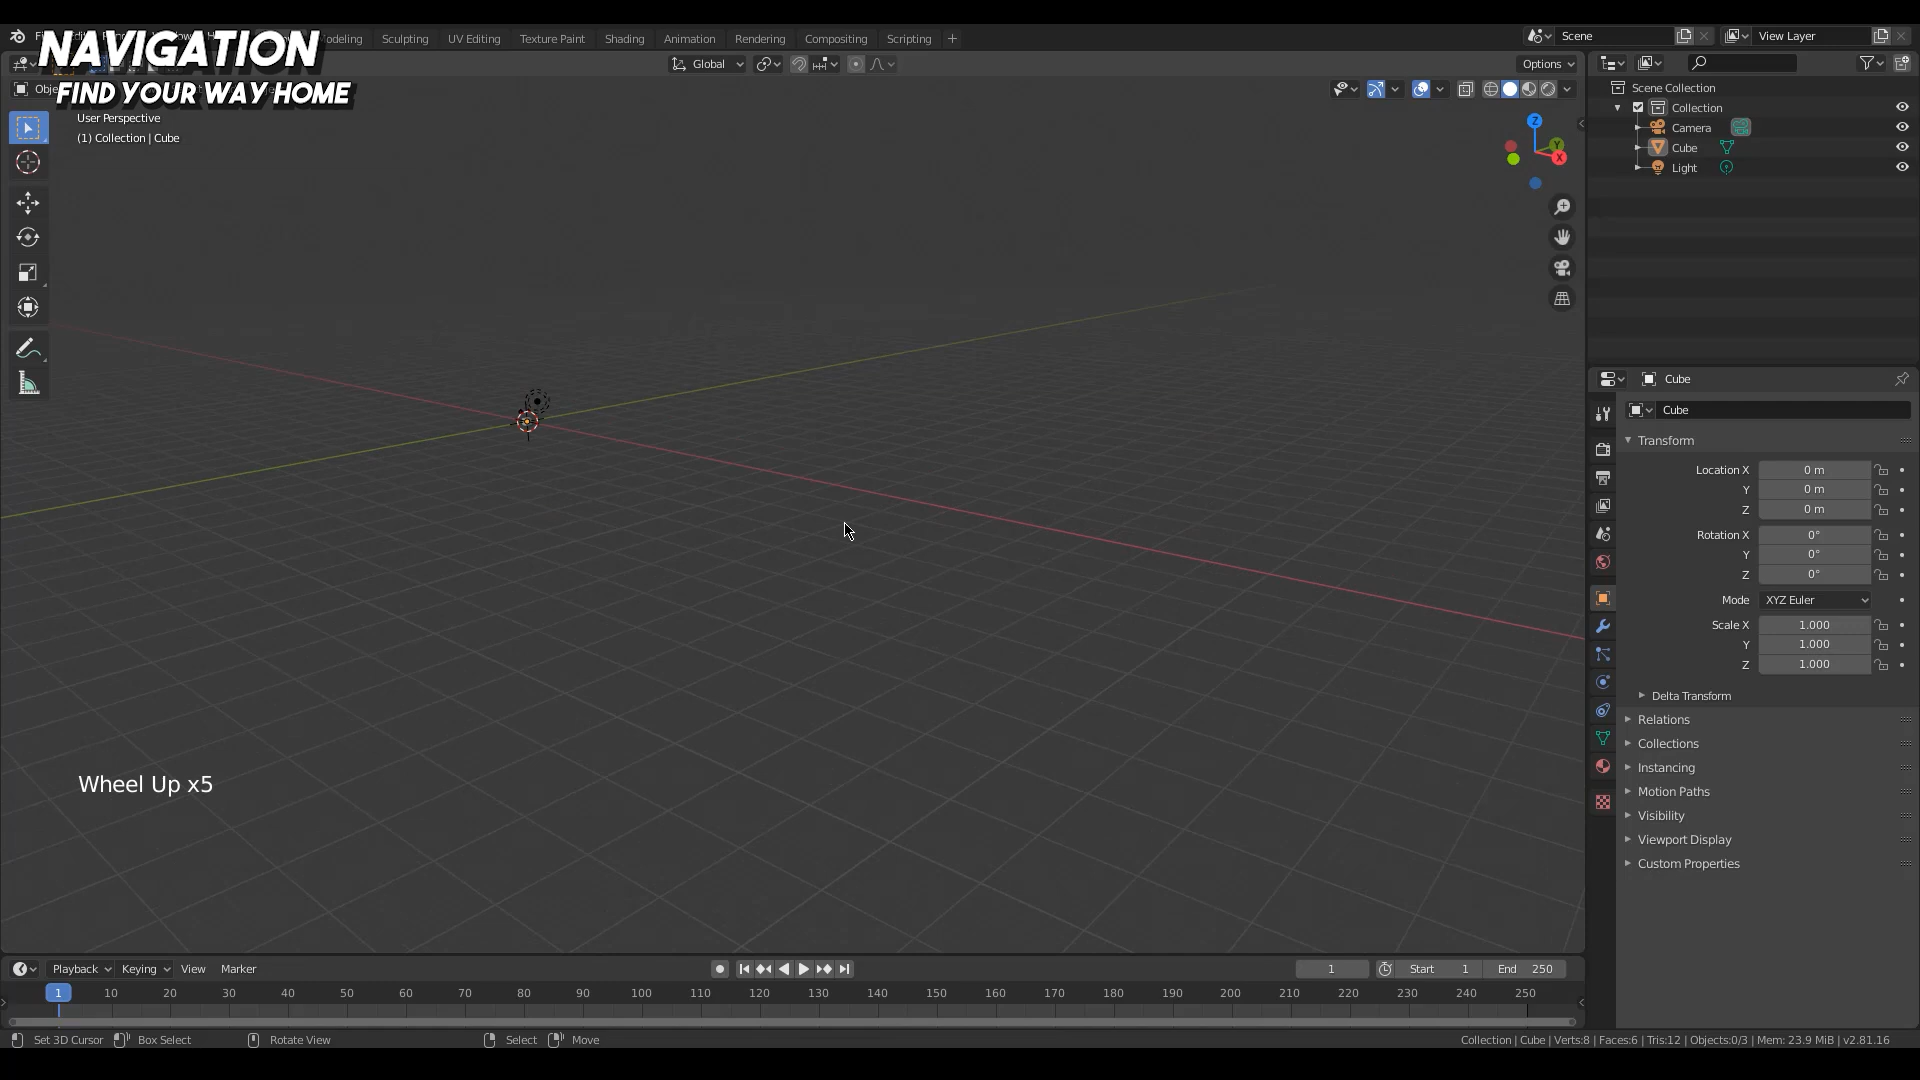 NAVIGATION
FIND YOUR WAY HOME
Modeling Sculpting UV Editing Texture Paint Shading Animation Rendering Compositing Scripting +
Scene
View Layer
Global
Options
User Perspective
(1) Collection | Cube
Z
Y
X
Scene Collection
Collection
Camera
Cube
Light
Cube
Cube
Transform
Location X 0 m
Y 0 m
Z 0 m
Rotation X 0°
Y 0°
Z 0°
Mode XYZ Euler
Scale X 1.000
Y 1.000
Z 1.000
Delta Transform
Relations
Collections
Instancing
Motion Paths
Visibility
Viewport Display
Custom Properties
Wheel Up x5
Playback Keying View Marker
1 Start 1 End 250
1 10 20 30 40 50 60 70 80 90 100 110 120 130 140 150 160 170 180 190 200 210 220 230 240 250
Set 3D Cursor Box Select Rotate View Select Move
Collection | Cube | Verts:8 | Faces:6 | Tris:12 | Objects:0/3 | Mem: 23.9 MiB | v2.81.16